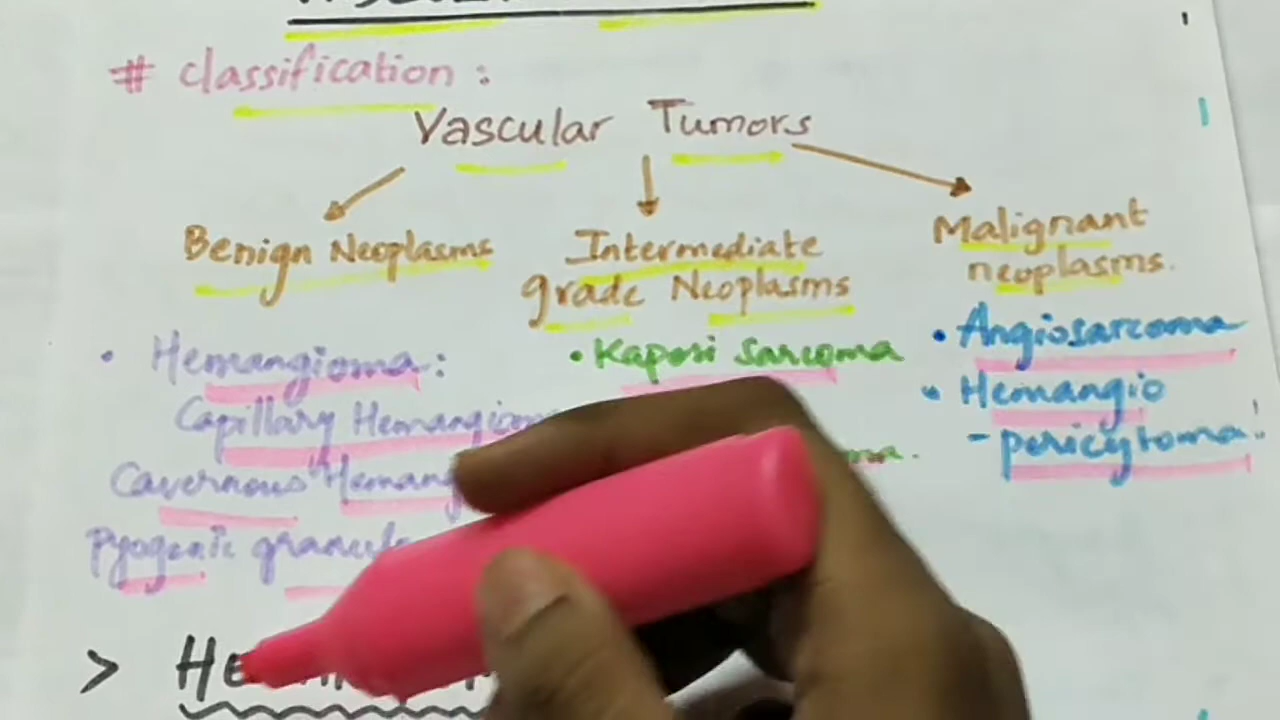 # classification :
Vascular Tumors
Benign Neoplasms
• Hemangioma :
Capillary Hemangioma
Cavernous
Pyogenic
Intermediate
grade Neoplasms
• Kaposi sarcoma
Malignant
neoplasms.
• Angiosarcoma
• Hemangio
- pericytoma.